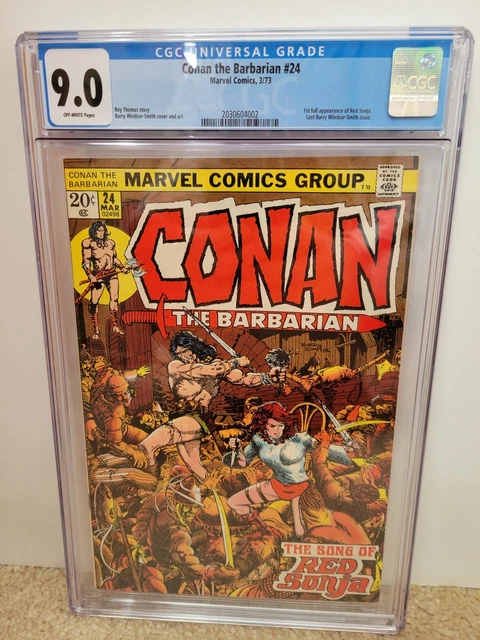 CGC UNIVERSAL GRADE
9.0
OFF-WHITE Pages
Conan the Barbarian #24
Marvel Comics, 3/73
Roy Thomas story
Barry Windsor-Smith cover and art
2030604002
1st full appearance of Red Sonja.
Last Barry Windsor-Smith issue.
CGC
CONAN THE
BARBARIAN
MARVEL COMICS GROUP™
APPROVED
BY THE
COMICS
CODE
AUTHORITY
20¢
24
MAR
02498
CONAN
THE BARBARIAN
THE SONG OF
RED
SONJA